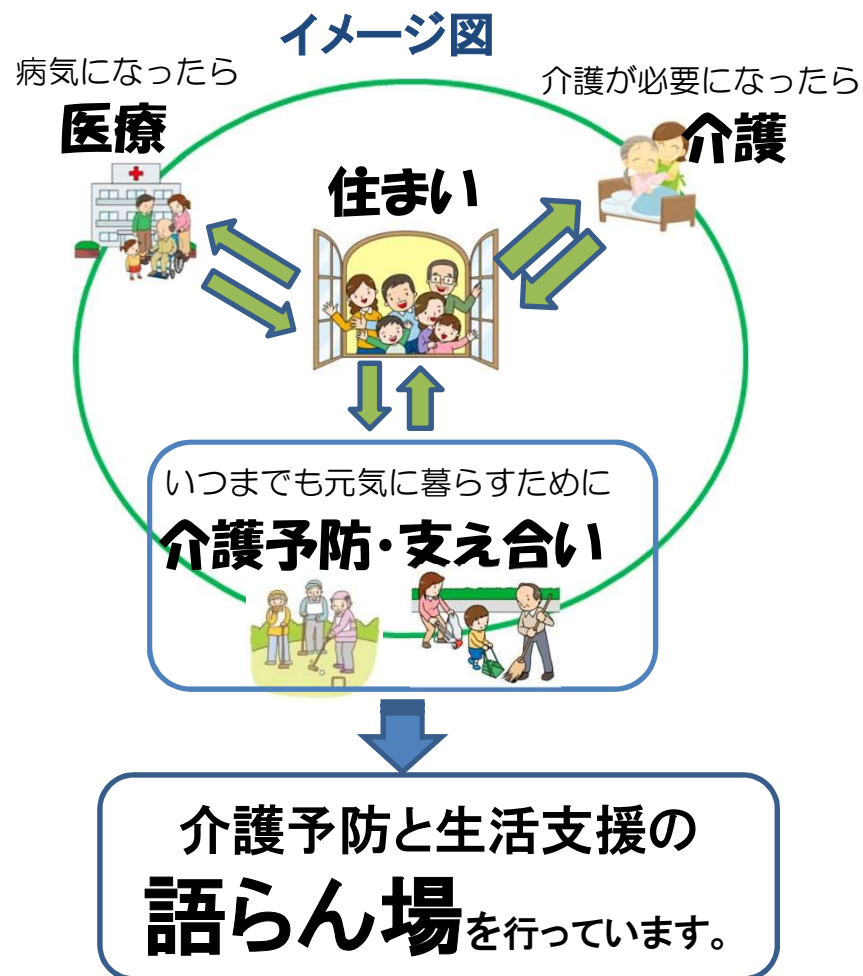 イメージ図
病気になったら
医療
介護が必要になったら
介護
住まい
いつまでも元気に暮らすために
介護予防・支え合い
介護予防と生活支援の
語らん場を行っています。